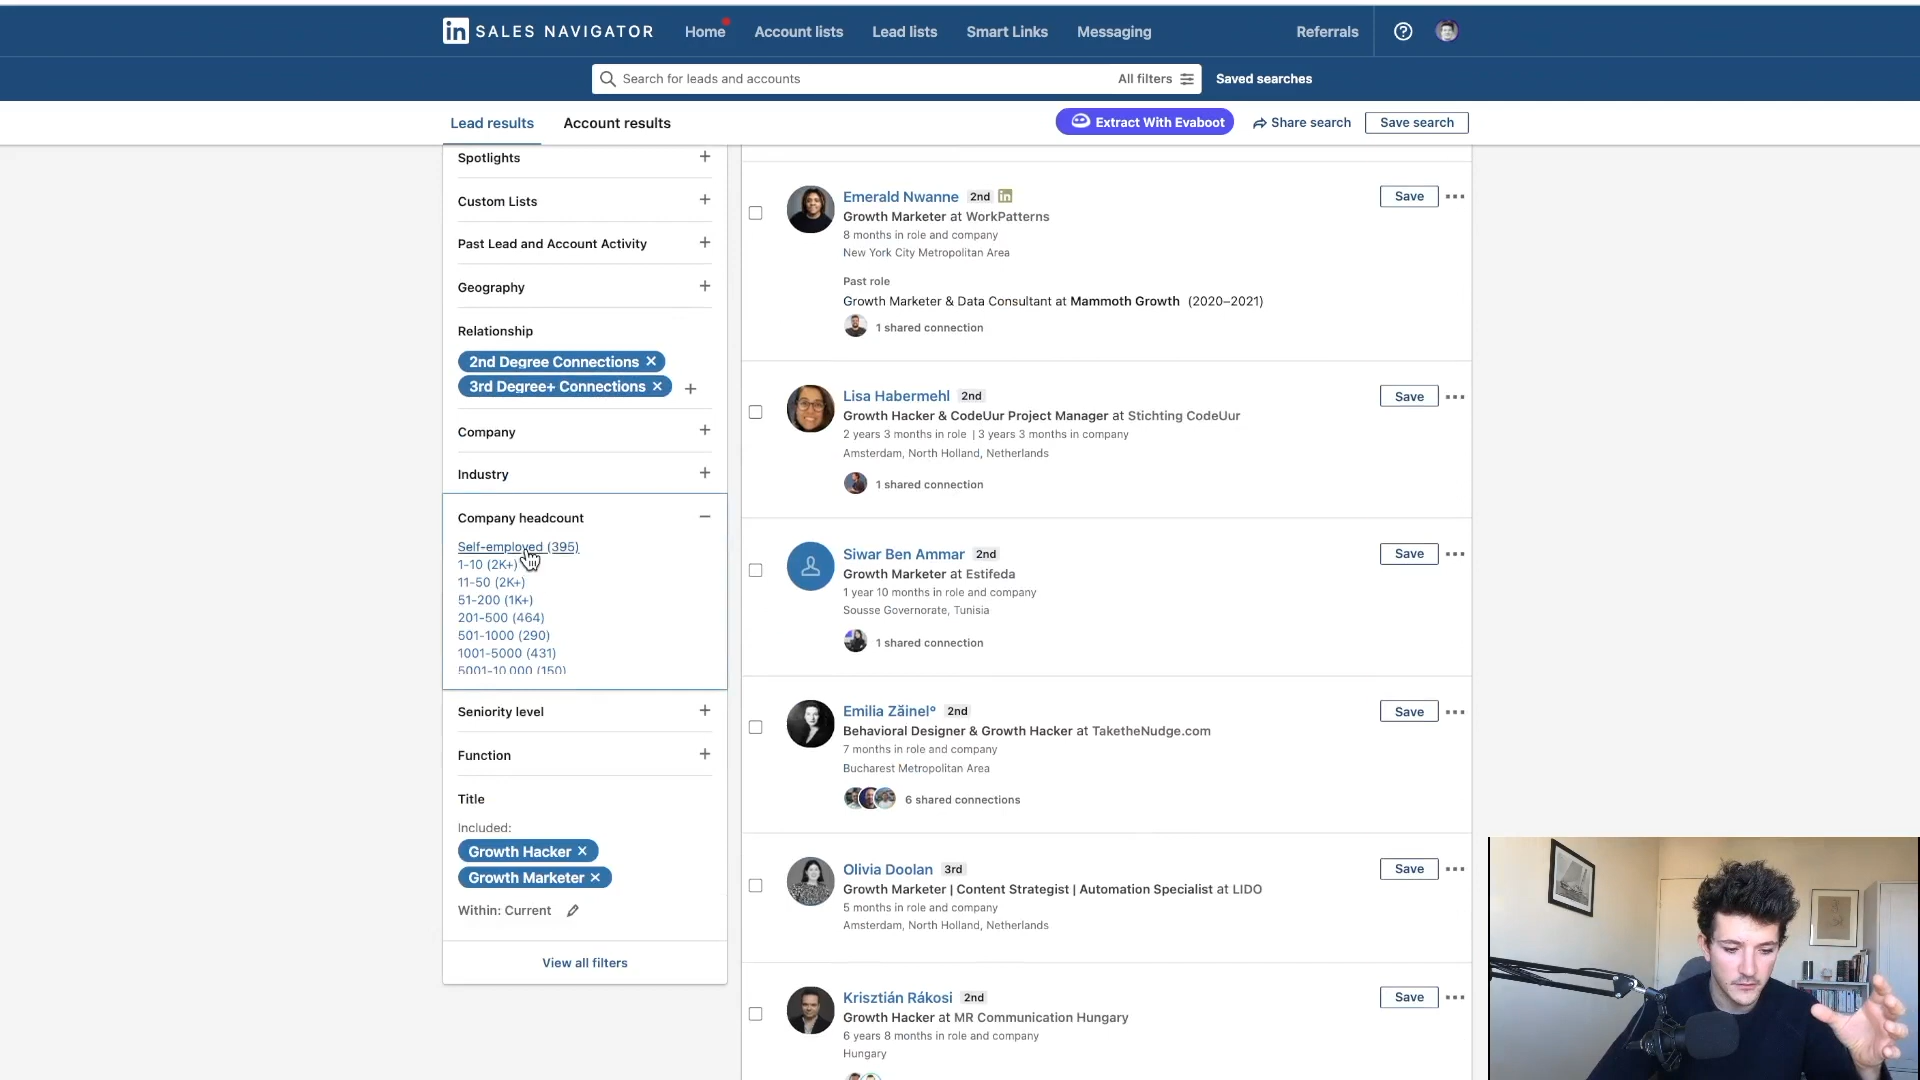 in SALES NAVIGATOR
Home
Account lists
Lead lists
Smart Links
Messaging
Referrals
Search for leads and accounts
All filters
Saved searches
Lead results
Account results
Extract With Evaboot
Share search
Save search
Spotlights
Custom Lists
Past Lead and Account Activity
Geography
Relationship
2nd Degree Connections
3rd Degree+ Connections
Company
Industry
Company headcount
Self-employed (395)
1-10 (2K+)
11-50 (2K+)
51-200 (1K+)
201-500 (464)
501-1000 (290)
1001-5000 (431)
5001-10,000 (150)
Seniority level
Function
Title
Included:
Growth Hacker
Growth Marketer
Within: Current
View all filters
Emerald Nwanne 2nd in
Save
Growth Marketer at WorkPatterns
8 months in role and company
New York City Metropolitan Area
Past role
Growth Marketer & Data Consultant at Mammoth Growth (2020–2021)
1 shared connection
Lisa Habermehl 2nd
Save
Growth Hacker & CodeUur Project Manager at Stichting CodeUur
2 years 3 months in role | 3 years 3 months in company
Amsterdam, North Holland, Netherlands
1 shared connection
Siwar Ben Ammar 2nd
Save
Growth Marketer at Estifeda
1 year 10 months in role and company
Sousse Governorate, Tunisia
1 shared connection
Emilia Zăinel° 2nd
Save
Behavioral Designer & Growth Hacker at TaketheNudge.com
7 months in role and company
Bucharest Metropolitan Area
6 shared connections
Olivia Doolan 3rd
Save
Growth Marketer | Content Strategist | Automation Specialist at LIDO
5 months in role and company
Amsterdam, North Holland, Netherlands
Krisztián Rákosi 2nd
Save
Growth Hacker at MR Communication Hungary
6 years 8 months in role and company
Hungary